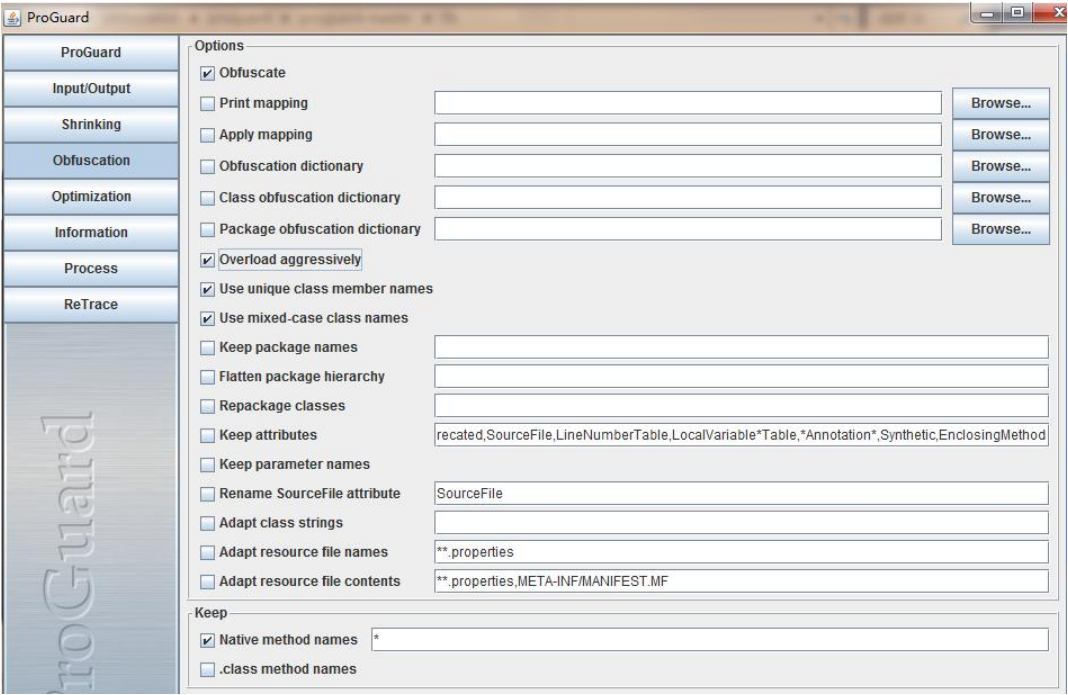 ProGuard
ProGuard
Input/Output
Shrinking
Obfuscation
Optimization
Information
Process
ReTrace
ProGuard
Options
Obfuscate
Print mapping Browse...
Apply mapping Browse...
Obfuscation dictionary Browse...
Class obfuscation dictionary Browse...
Package obfuscation dictionary Browse...
Overload aggressively
Use unique class member names
Use mixed-case class names
Keep package names
Flatten package hierarchy
Repackage classes
Keep attributes recated,SourceFile,LineNumberTable,LocalVariable*Table,*Annotation*,Synthetic,EnclosingMethod
Keep parameter names
Rename SourceFile attribute SourceFile
Adapt class strings
Adapt resource file names **.properties
Adapt resource file contents **.properties,META-INF/MANIFEST.MF
Keep
Native method names *
.class method names